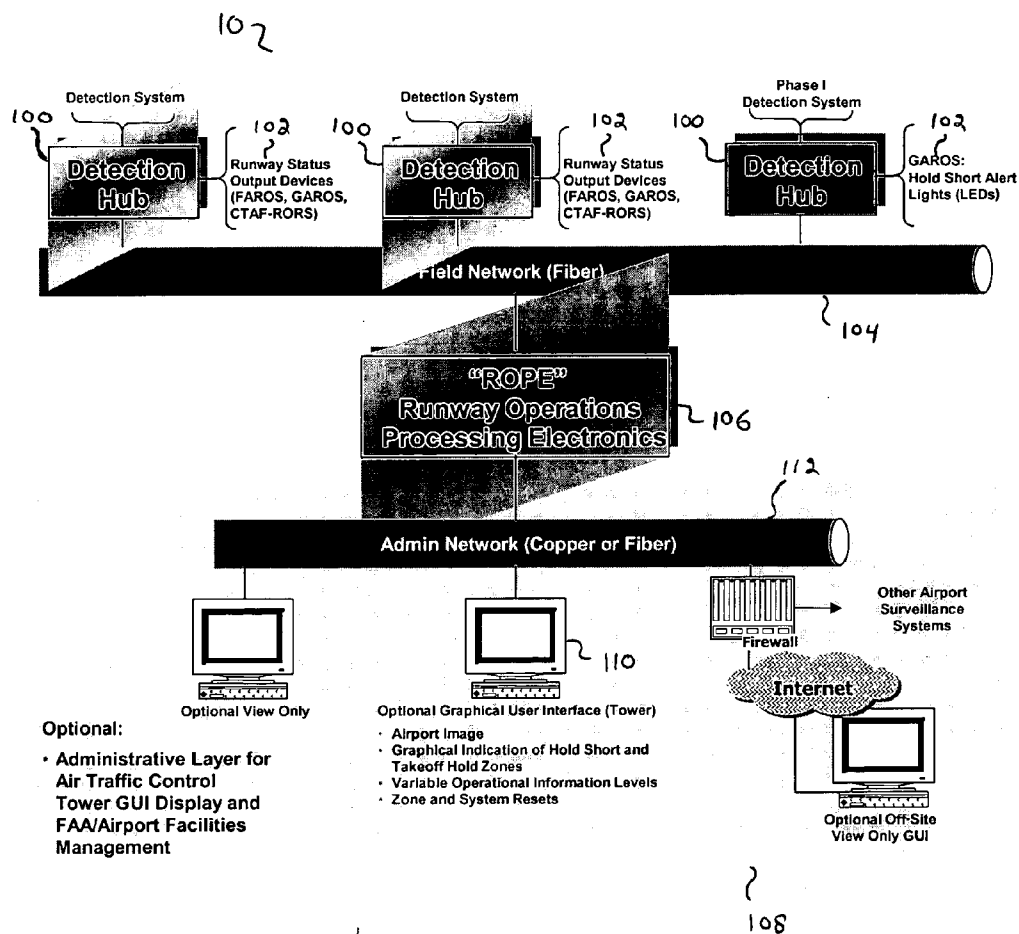 102
Detection System
100
Detection
Hub
102
Runway Status
Output Devices
(FAROS, GAROS,
CTAF-RORS)
Detection System
100
Detection
Hub
102
Runway Status
Output Devices
(FAROS, GAROS,
CTAF-RORS)
Phase I
Detection System
100
Detection
Hub
102
GAROS:
Hold Short Alert
Lights (LEDs)
Field Network (Fiber)
104
"ROPE"
Runway Operations
Processing Electronics
106
112
Admin Network (Copper or Fiber)
Optional View Only
110
Optional Graphical User Interface (Tower)
• Airport Image
• Graphical Indication of Hold Short and
Takeoff Hold Zones
• Variable Operational Information Levels
• Zone and System Resets
Firewall
Other Airport
Surveillance
Systems
Internet
Optional Off-Site
View Only GUI
Optional:
• Administrative Layer for
Air Traffic Control
Tower GUI Display and
FAA/Airport Facilities
Management
108